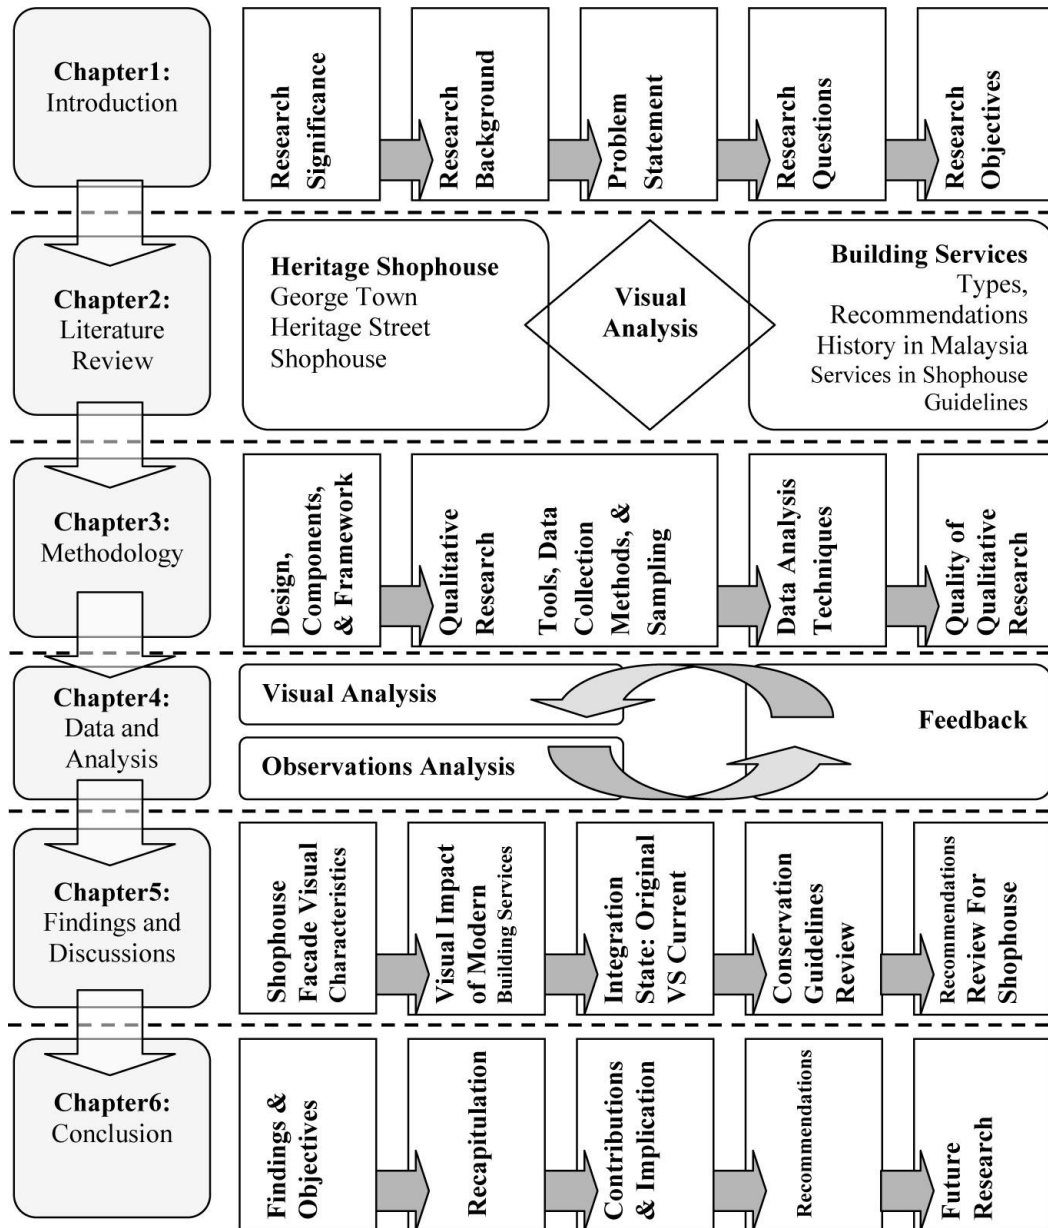 Chapter1:
Introduction
Research
Significance
Research
Background
Problem
Statement
Research
Questions
Research
Objectives
Chapter2:
Literature
Review
Heritage Shophouse
George Town
Heritage Street
Shophouse
Visual
Analysis
Building Services
Types,
Recommendations
History in Malaysia
Services in Shophouse
Guidelines
Chapter3:
Methodology
Design,
Components,
& Framework
Qualitative
Research
Tools, Data
Collection
Methods, &
Sampling
Data Analysis
Techniques
Quality of
Qualitative
Research
Chapter4:
Data and
Analysis
Visual Analysis
Observations Analysis
Feedback
Chapter5:
Findings and
Discussions
Shophouse
Facade Visual
Characteristics
Visual Impact
of Modern
Building Services
Integration
State: Original
VS Current
Conservation
Guidelines
Review
Recommendations
Review For
Shophouse
Chapter6:
Conclusion
Findings &
Objectives
Recapitulation
Contributions
& Implication
Recommendations
Future
Research